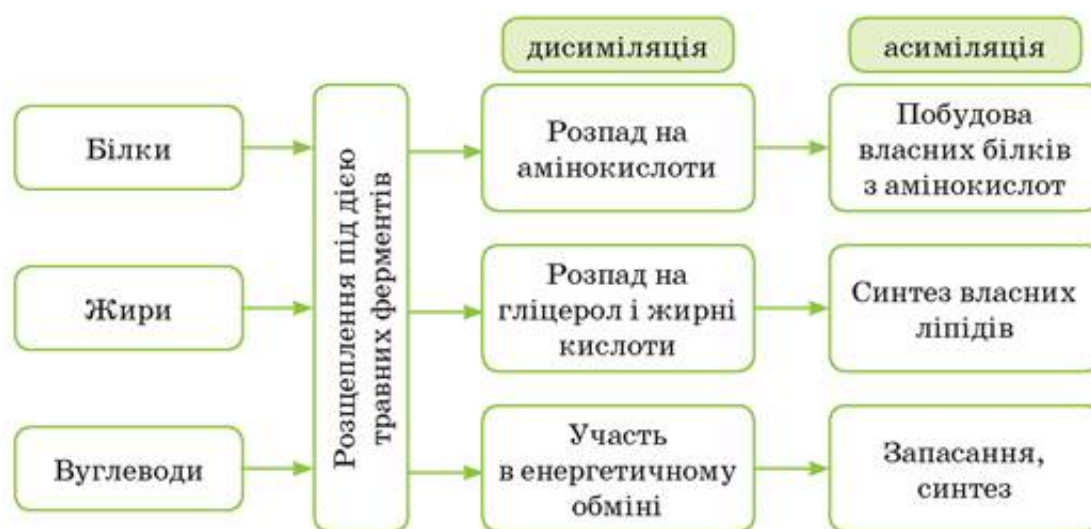 дисиміляція
асиміляція
Білки
Розщеплення під дією
травних ферментів
Розпад на
амінокислоти
Побудова
власних білків
з амінокислот
Жири
Розпад на
гліцерол і жирні
кислоти
Синтез власних
ліпідів
Вуглеводи
Участь
в енергетичному
обміні
Запасання,
синтез